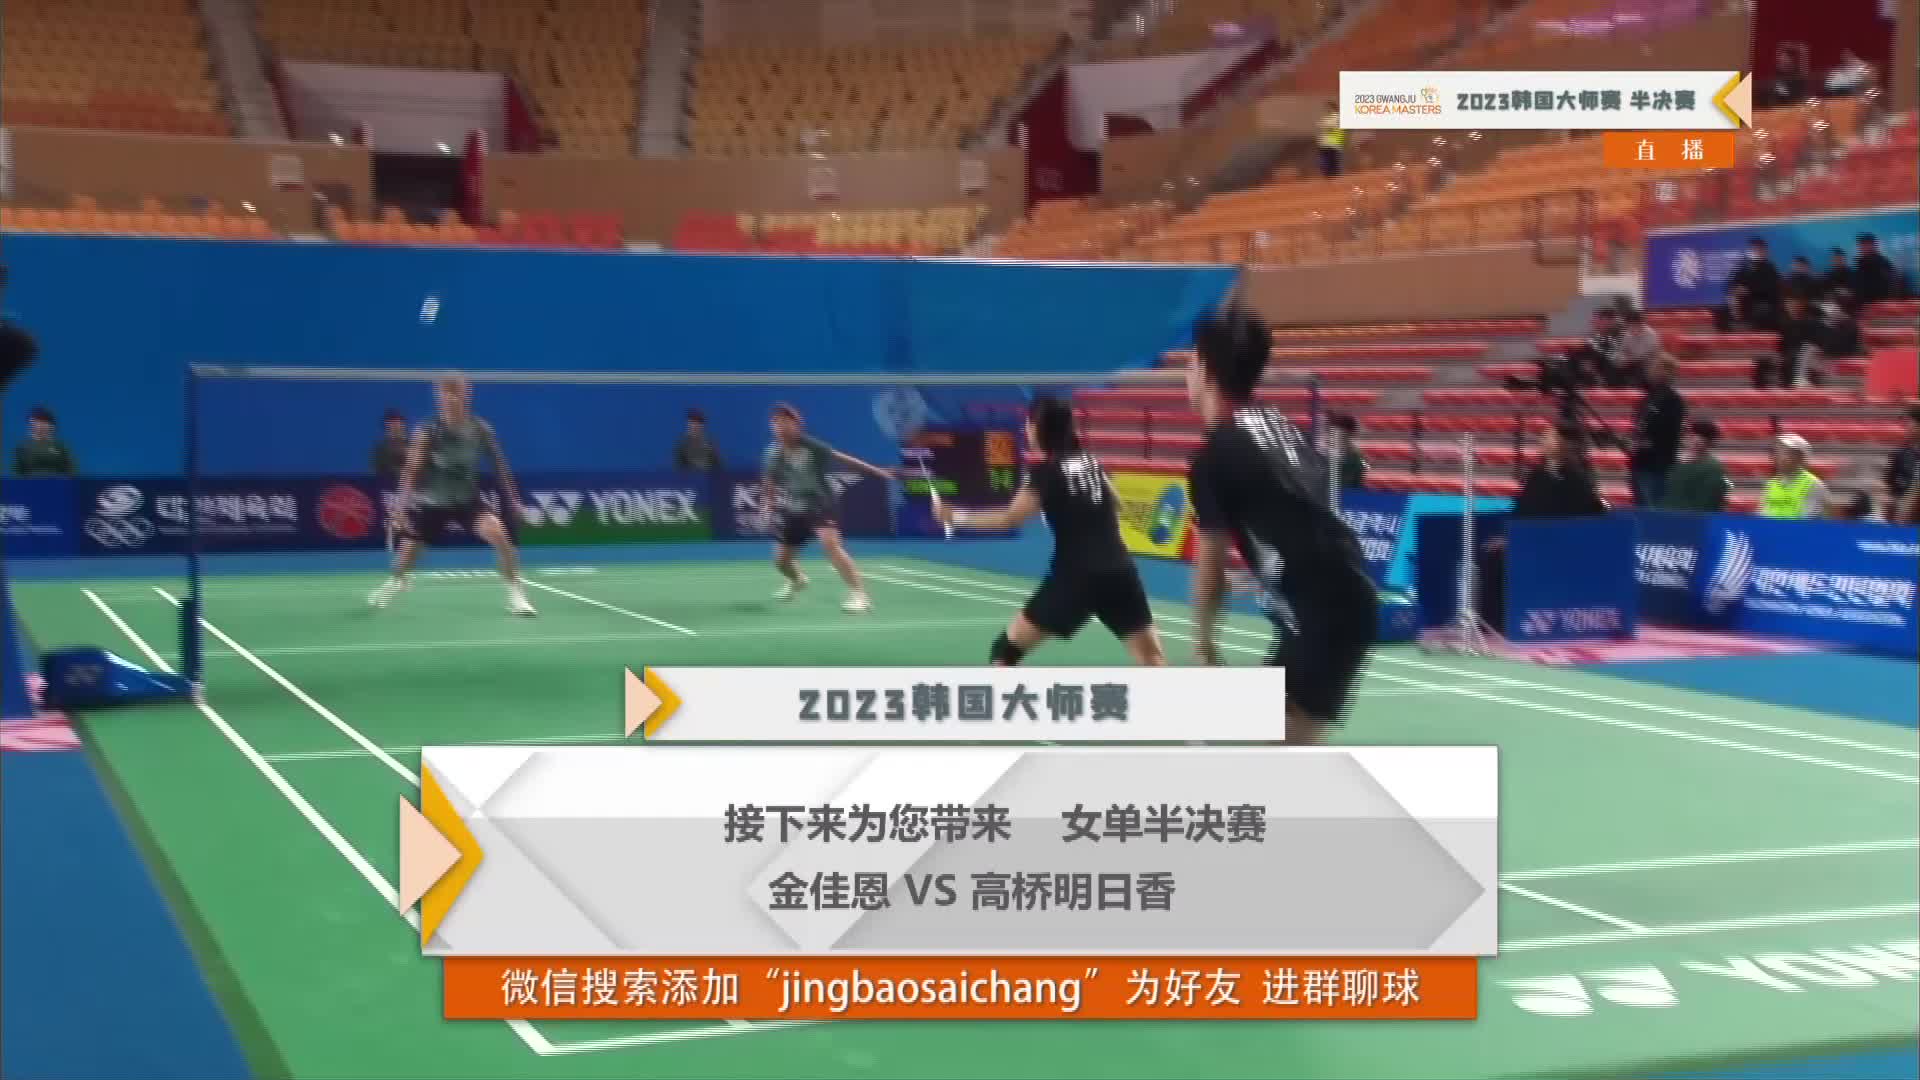 2023 GWANGJU
KOREA MASTERS
2023韩国大师赛 半决赛
直 播
YONEX
YONEX
2023韩国大师赛
接下来为您带来 女单半决赛
金佳恩 VS 高桥明日香
微信搜索添加“jingbaosaichang”为好友 进群聊球